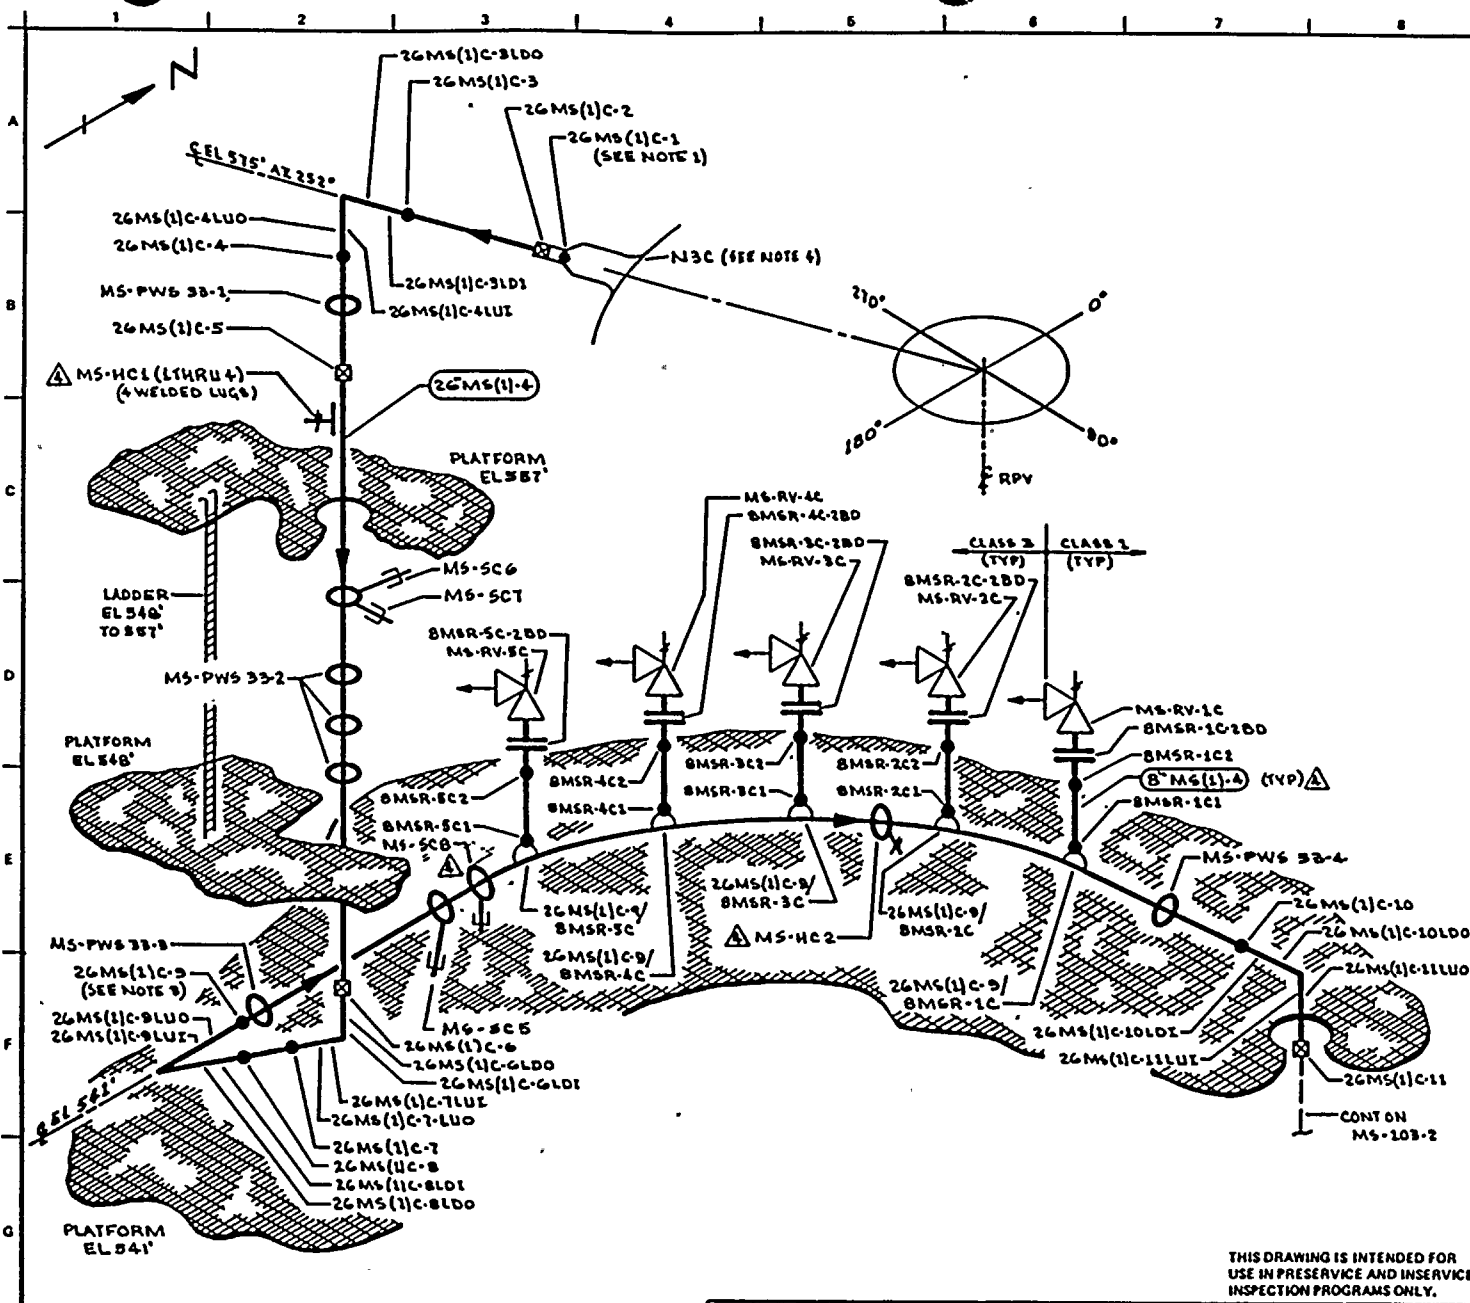 1 2 3 4 5 6 7 8
A
B
C
D
E
F
G
N
26MS(1)C-3LDO
26MS(1)C-3
26MS(1)C-2
26MS(1)C-1
(SEE NOTE 1)
℄ EL 575' AZ 252°
26MS(1)C-4LUO
26MS(1)C-4
N3C (SEE NOTE 4)
26MS(1)C-3LDI
26MS(1)C-4LUI
MS-PWS 33-1
26MS(1)C-5
270°
0°
180°
90°
℄ RPV
MS-HC1 (1 THRU 4)
(4 WELDED LUGS)
26"MS(1)-4
PLATFORM
EL 557'
MS-RV-4C
8MSR-4C-2BD
8MSR-3C-2BD
MS-RV-3C
CLASS 2
(TYP)
CLASS 1
(TYP)
8MSR-2C-2BD
MS-RV-2C
MS-SC6
MS-SC7
LADDER
EL 548'
TO 557'
8MSR-5C-2BD
MS-RV-5C
MS-PWS 33-2
MS-RV-1C
8MSR-1C-2BD
8MSR-1C2
8"MS(1)-4 (TYP)
8MSR-1C1
PLATFORM
EL 548'
8MSR-5C2
8MSR-4C2
8MSR-3C2
8MSR-2C2
8MSR-5C1
8MSR-4C1
8MSR-3C1
8MSR-2C1
MS-SC8
X
MS-PWS 33-4
26MS(1)C-9/
8MSR-5C
26MS(1)C-9/
8MSR-3C
26MS(1)C-9/
8MSR-2C
26MS(1)C-10
26MS(1)C-10LDO
MS-PWS 33-3
MS-HC2
26MS(1)C-9
(SEE NOTE 3)
26MS(1)C-9/
8MSR-4C
26MS(1)C-9/
8MSR-1C
26MS(1)C-11LUO
26MS(1)C-9LUO
26MS(1)C-9LUI
MS-SC5
26MS(1)C-6
26MS(1)C-6LDO
26MS(1)C-6LDI
26MS(1)C-10LDI
26MS(1)C-11LUI
26MS(1)C-11
℄ EL 541'
26MS(1)C-7LUI
26MS(1)C-7-LUO
CONT ON
MS-103-2
26MS(1)C-7
26MS(1)C-8
26MS(1)C-8LDI
26MS(1)C-8LDO
PLATFORM
EL 541'
THIS DRAWING IS INTENDED FOR
USE IN PRESERVICE AND INSERVICE
INSPECTION PROGRAMS ONLY.